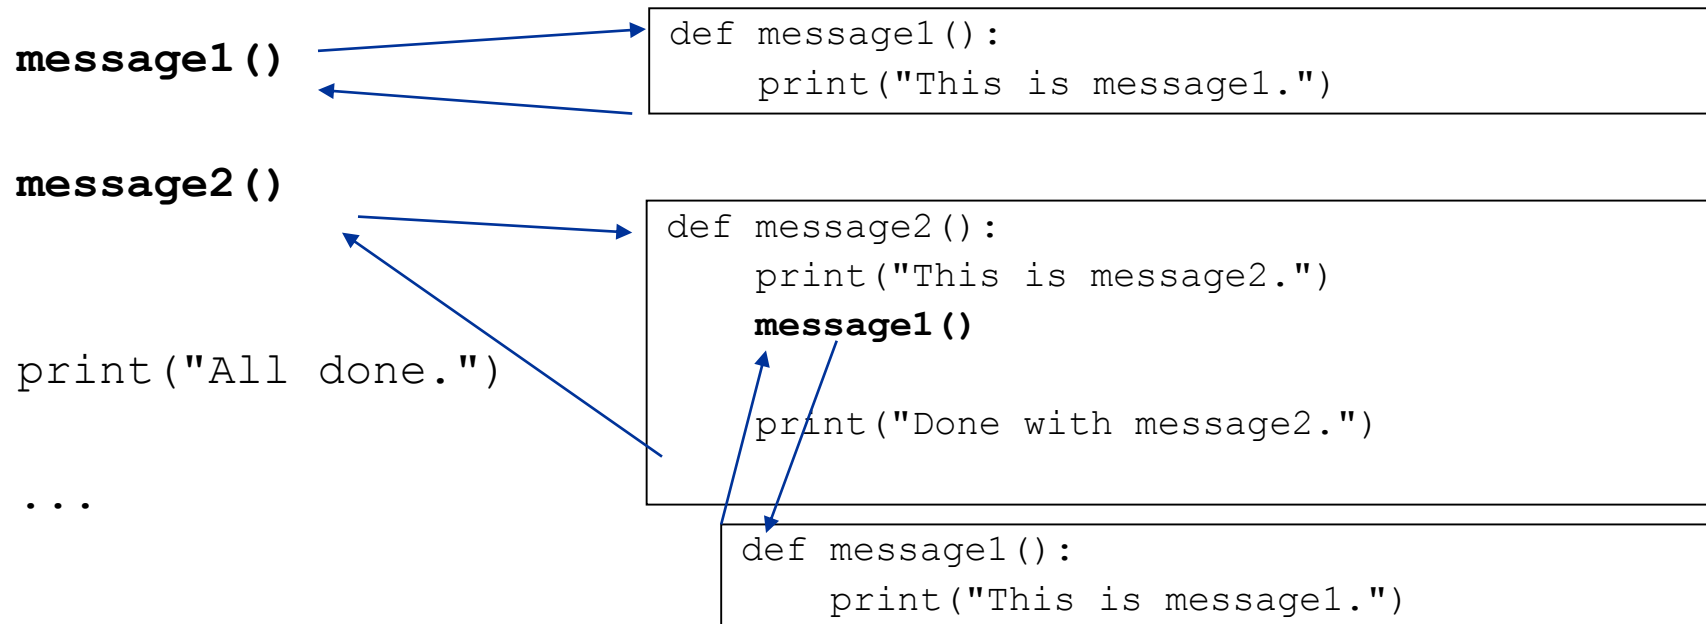 message1()
message2()
print("All done.")
...
def message1():
    print("This is message1.")
def message2():
    print("This is message2.")
    message1()
    print("Done with message2.")
def message1():
    print("This is message1.")